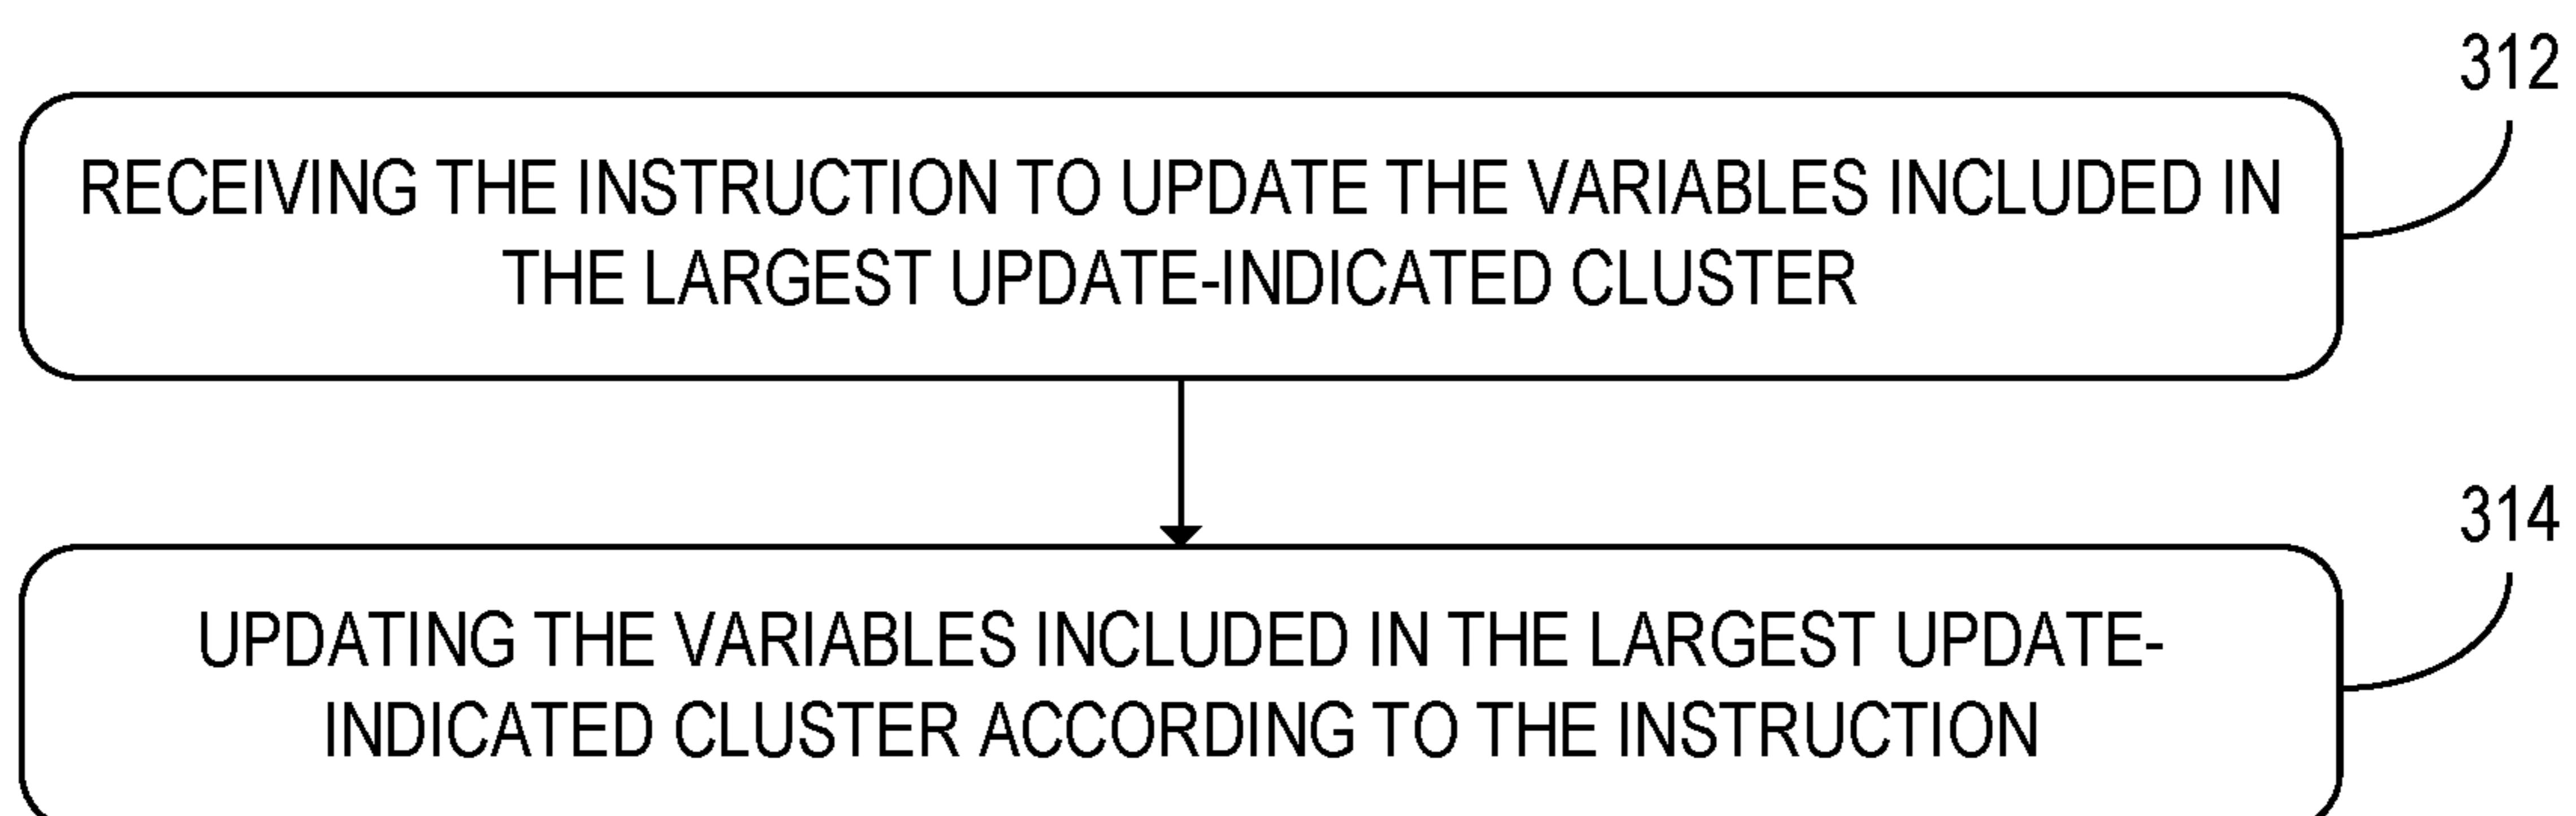 312
RECEIVING THE INSTRUCTION TO UPDATE THE VARIABLES INCLUDED IN
THE LARGEST UPDATE-INDICATED CLUSTER
314
UPDATING THE VARIABLES INCLUDED IN THE LARGEST UPDATE-
INDICATED CLUSTER ACCORDING TO THE INSTRUCTION